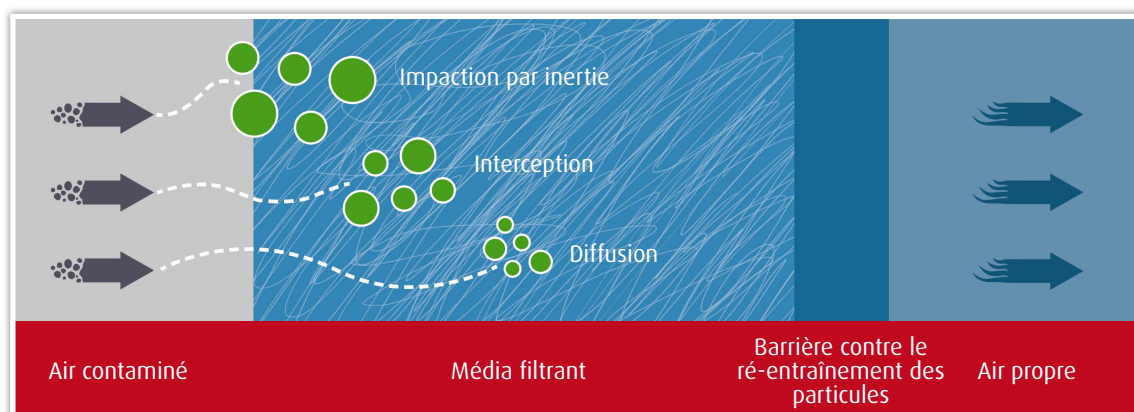 Impaction par inertie
Interception
Diffusion
Air contaminé
Média filtrant
Barrière contre le
ré-entraînement des
particules
Air propre